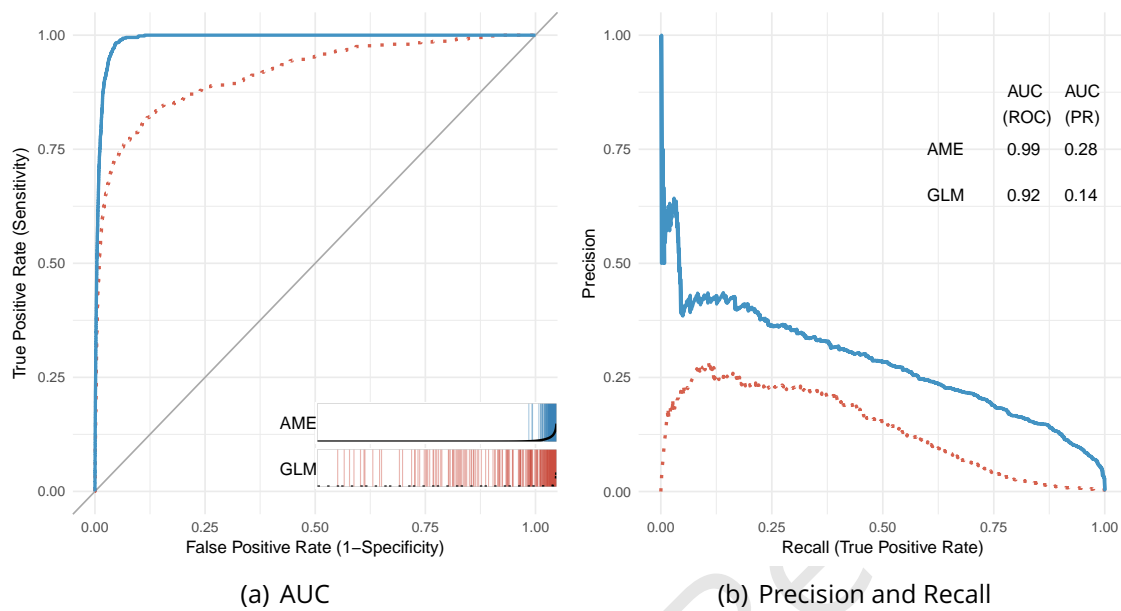 1.00
0.75
0.50
0.25
0.00
True Positive Rate (Sensitivity)
AME
GLM
0.00 0.25 0.50 0.75 1.00
False Positive Rate (1−Specificity)
(a) AUC
1.00
0.75
0.50
0.25
0.00
Precision
AUC AUC
(ROC) (PR)
AME 0.99 0.28
GLM 0.92 0.14
0.00 0.25 0.50 0.75 1.00
Recall (True Positive Rate)
(b) Precision and Recall